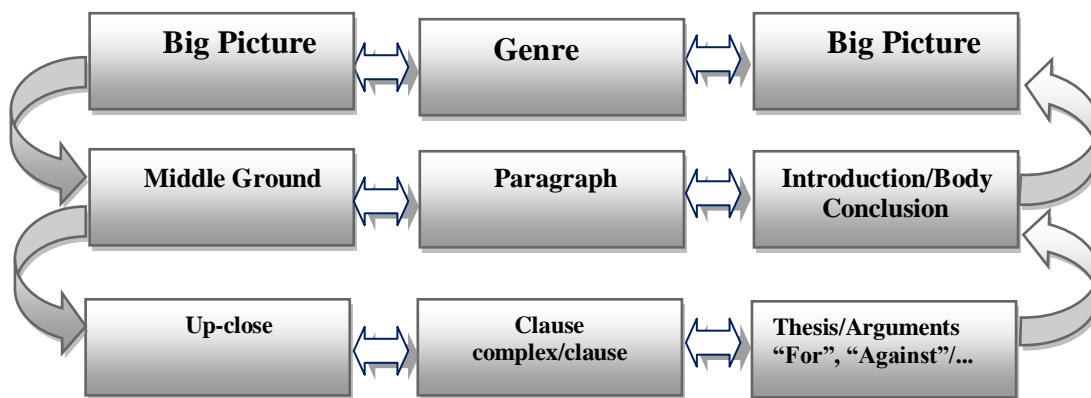 Big Picture
Genre
Big Picture
Middle Ground
Paragraph
Introduction/Body
Conclusion
Up-close
Clause
complex/clause
Thesis/Arguments
“For”, “Against”/...